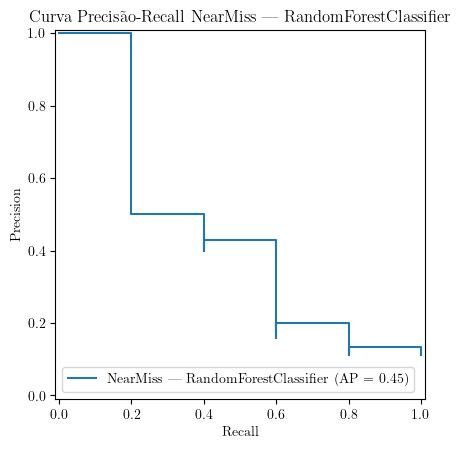 Curva Precisão-Recall NearMiss — RandomForestClassifier
1.0
0.8
0.6
0.4
0.2
0.0
Precision
NearMiss — RandomForestClassifier (AP = 0.45)
0.0 0.2 0.4 0.6 0.8 1.0
Recall